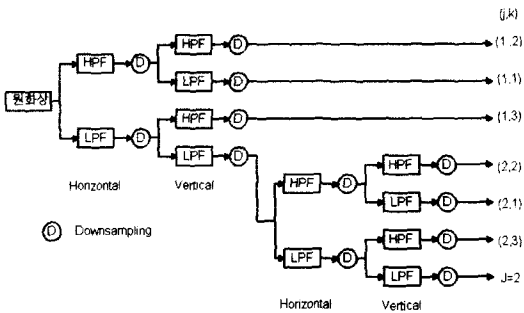 (j,k)
HPF D (1,2)
HPF D
LPF D (1,1)
원화상
HPF D (1,3)
LPF D
LPF D
Horizontal Vertical
HPF D (2,2)
HPF D
LPF D (2,1)
D Downsampling
HPF D (2,3)
LPF D
LPF D J=2
Horizontal Vertical